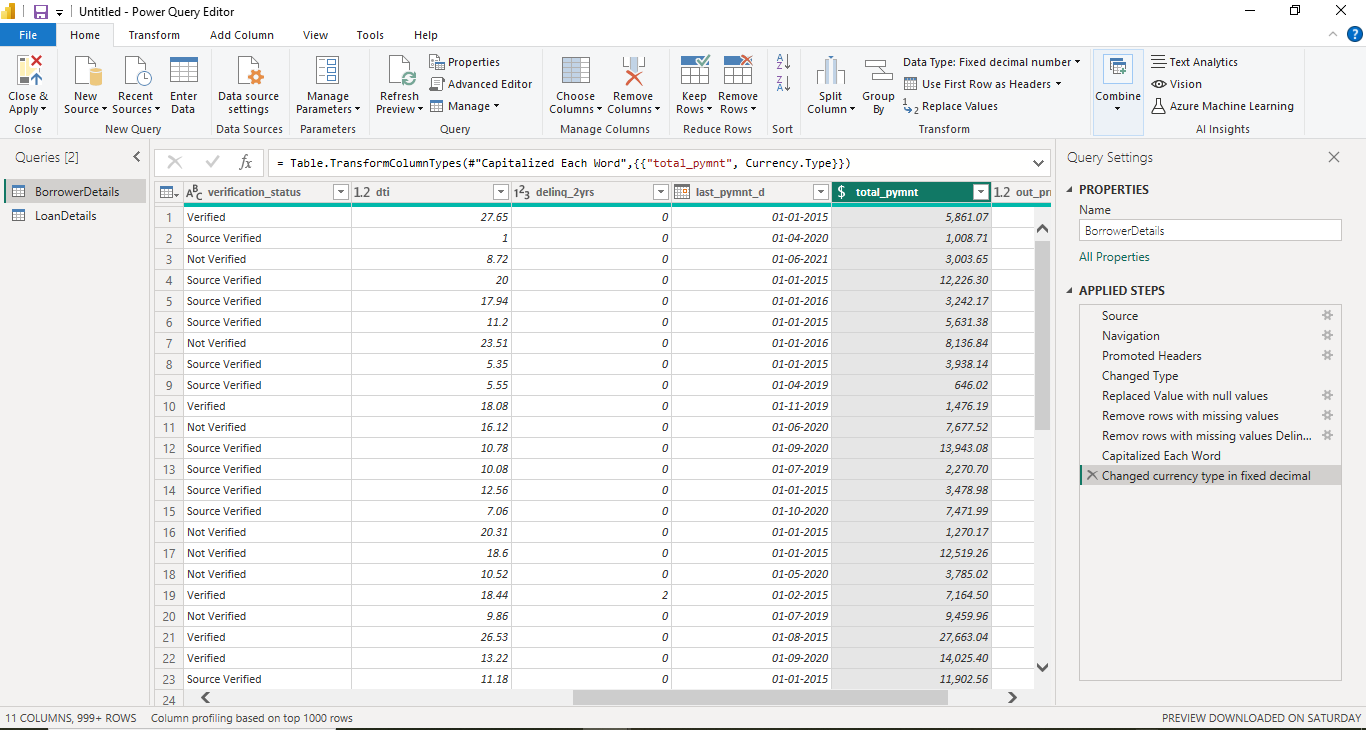 Untitled - Power Query Editor
File Home Transform Add Column View Tools Help
Close & Apply
Close
New Source
Recent Sources
Enter Data
New Query
Data source settings
Data Sources
Manage Parameters
Parameters
Refresh Preview
Properties
Advanced Editor
Manage
Query
Choose Columns
Remove Columns
Manage Columns
Keep Rows
Remove Rows
Reduce Rows
Sort
Split Column
Group By
Data Type: Fixed decimal number
Use First Row as Headers
Replace Values
Transform
Combine
Text Analytics
Vision
Azure Machine Learning
AI Insights
Queries [2]
BorrowerDetails
LoanDetails
= Table.TransformColumnTypes(#"Capitalized Each Word",{{"total_pymnt", Currency.Type}})
verification_status 1.2 dti 123 delinq_2yrs last_pymnt_d $ total_pymnt 1.2 out_pr
1 Verified 27.65 0 01-01-2015 5,861.07
2 Source Verified 1 0 01-04-2020 1,008.71
3 Not Verified 8.72 0 01-06-2021 3,003.65
4 Source Verified 20 0 01-01-2015 12,226.30
5 Source Verified 17.94 0 01-01-2016 3,242.17
6 Source Verified 11.2 0 01-01-2015 5,631.38
7 Not Verified 23.51 0 01-01-2016 8,136.84
8 Source Verified 5.35 0 01-01-2015 3,938.14
9 Source Verified 5.55 0 01-04-2019 646.02
10 Verified 18.08 0 01-11-2019 1,476.19
11 Not Verified 16.12 0 01-06-2020 7,677.52
12 Source Verified 10.78 0 01-09-2020 13,943.08
13 Source Verified 10.08 0 01-07-2019 2,270.70
14 Source Verified 12.56 0 01-01-2015 3,478.98
15 Source Verified 7.06 0 01-10-2020 7,471.99
16 Not Verified 20.31 0 01-01-2015 1,270.17
17 Not Verified 18.6 0 01-01-2015 12,519.26
18 Not Verified 10.52 0 01-05-2020 3,785.02
19 Verified 18.44 2 01-02-2015 7,164.50
20 Not Verified 9.86 0 01-07-2019 9,459.96
21 Verified 26.53 0 01-08-2015 27,663.04
22 Verified 13.22 0 01-09-2020 14,025.40
23 Source Verified 11.18 0 01-01-2015 11,902.56
24
Query Settings
PROPERTIES
Name
BorrowerDetails
All Properties
APPLIED STEPS
Source
Navigation
Promoted Headers
Changed Type
Replaced Value with null values
Remove rows with missing values
Remov rows with missing values Delin...
Capitalized Each Word
Changed currency type in fixed decimal
11 COLUMNS, 999+ ROWS Column profiling based on top 1000 rows PREVIEW DOWNLOADED ON SATURDAY